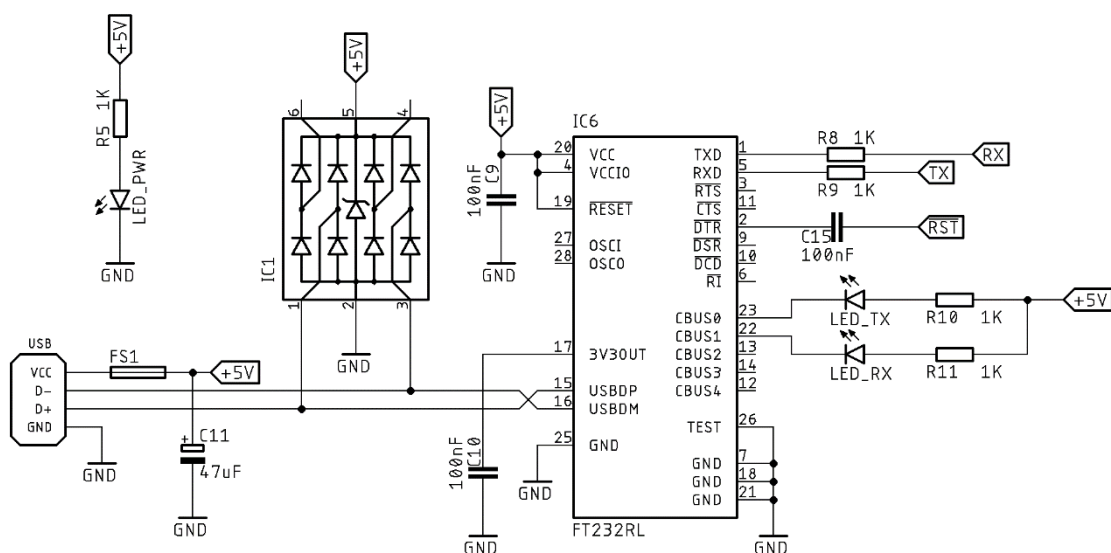 +5V
R5 1K
LED_PWR
GND
+5V
6 5 4
IC1
1 2 3
GND
USB
VCC
D-
D+
GND
FS1
+5V
+
C11
47uF
GND
GND
+5V
C9
100nF
GND
C10
100nF
GND
GND
IC6
20 VCC
4 VCCIO
19 RESET
27 OSCI
28 OSCO
17 3V3OUT
15 USBDP
16 USBDM
25 GND
TXD 1
RXD 5
RTS 3
CTS 11
DTR 2
DSR 9
DCD 10
RI 6
CBUS0 23
CBUS1 22
CBUS2 13
CBUS3 14
CBUS4 12
TEST 26
GND 7
GND 18
GND 21
FT232RL
R8 1K
RX
R9 1K
TX
C15
100nF
RST
LED_TX
R10 1K
+5V
LED_RX
R11 1K
GND